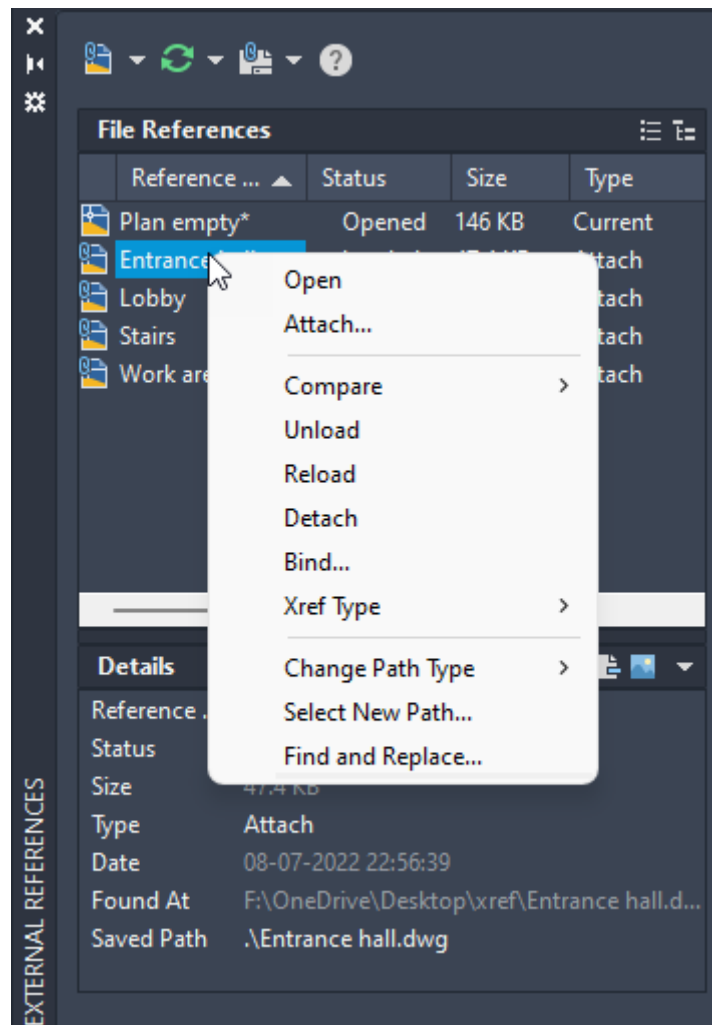 File References
Reference ... Status Size Type
Plan empty* Opened 146 KB Current
Entrance
Lobby
Stairs
Work are
Open
Attach...
Compare
Unload
Reload
Detach
Bind...
Xref Type
Change Path Type
Select New Path...
Find and Replace...
Details
Reference .
Status
Size 47.4 KB
Type Attach
Date 08-07-2022 22:56:39
Found At F:\OneDrive\Desktop\xref\Entrance hall.d...
Saved Path .\Entrance hall.dwg
EXTERNAL REFERENCES